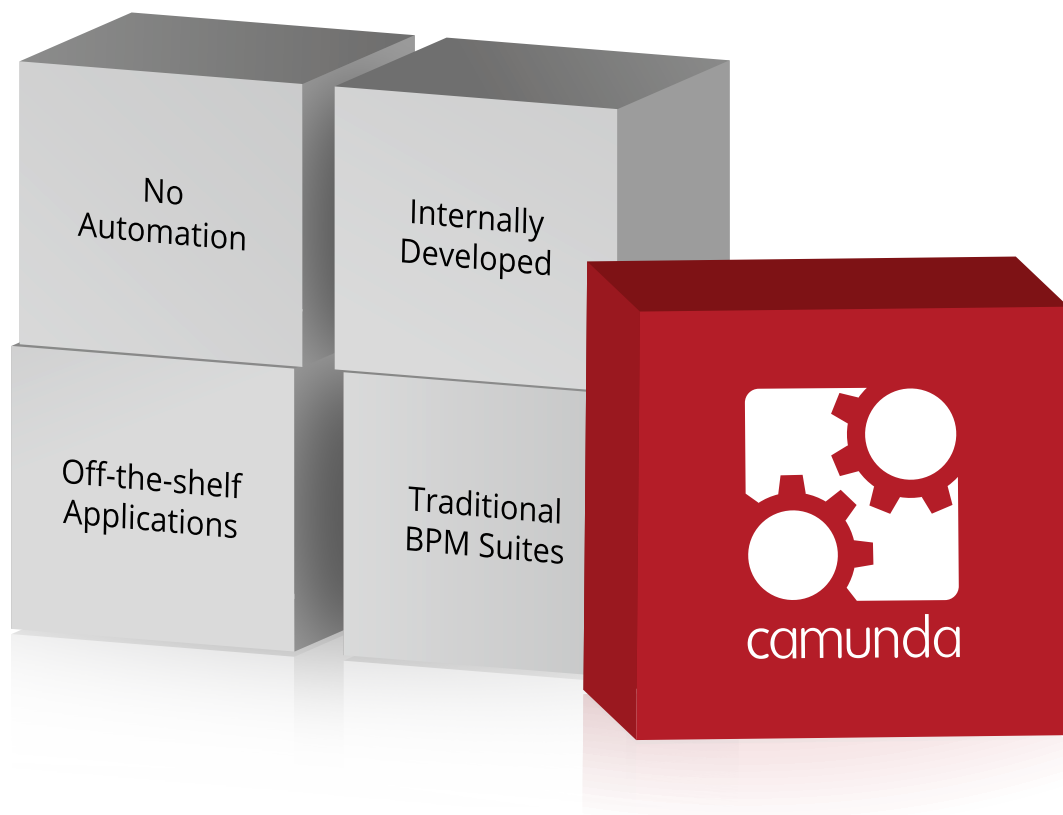 No
Automation
Internally
Developed
Off-the-shelf
Applications
Traditional
BPM Suites
camunda